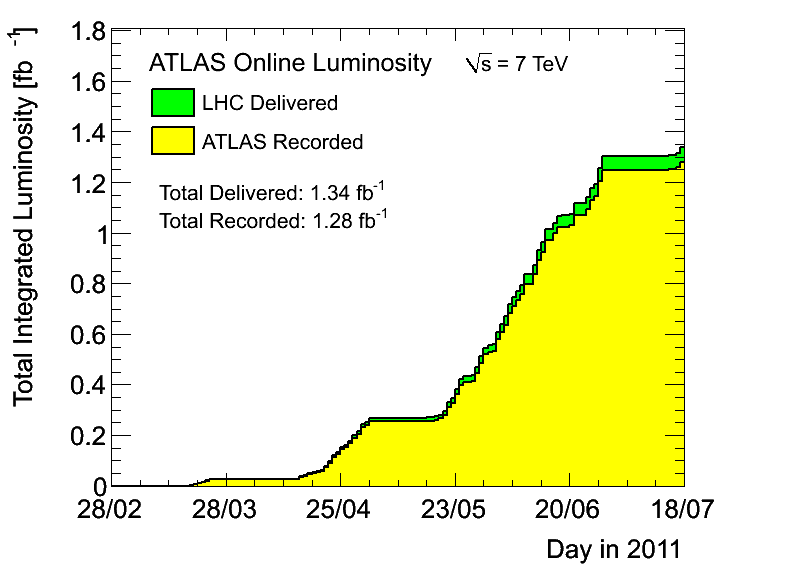 Total Integrated Luminosity [fb⁻¹]
1.8
1.6
1.4
1.2
1
0.8
0.6
0.4
0.2
0
ATLAS Online Luminosity √s = 7 TeV
LHC Delivered
ATLAS Recorded
Total Delivered: 1.34 fb⁻¹
Total Recorded: 1.28 fb⁻¹
28/02 28/03 25/04 23/05 20/06 18/07
Day in 2011